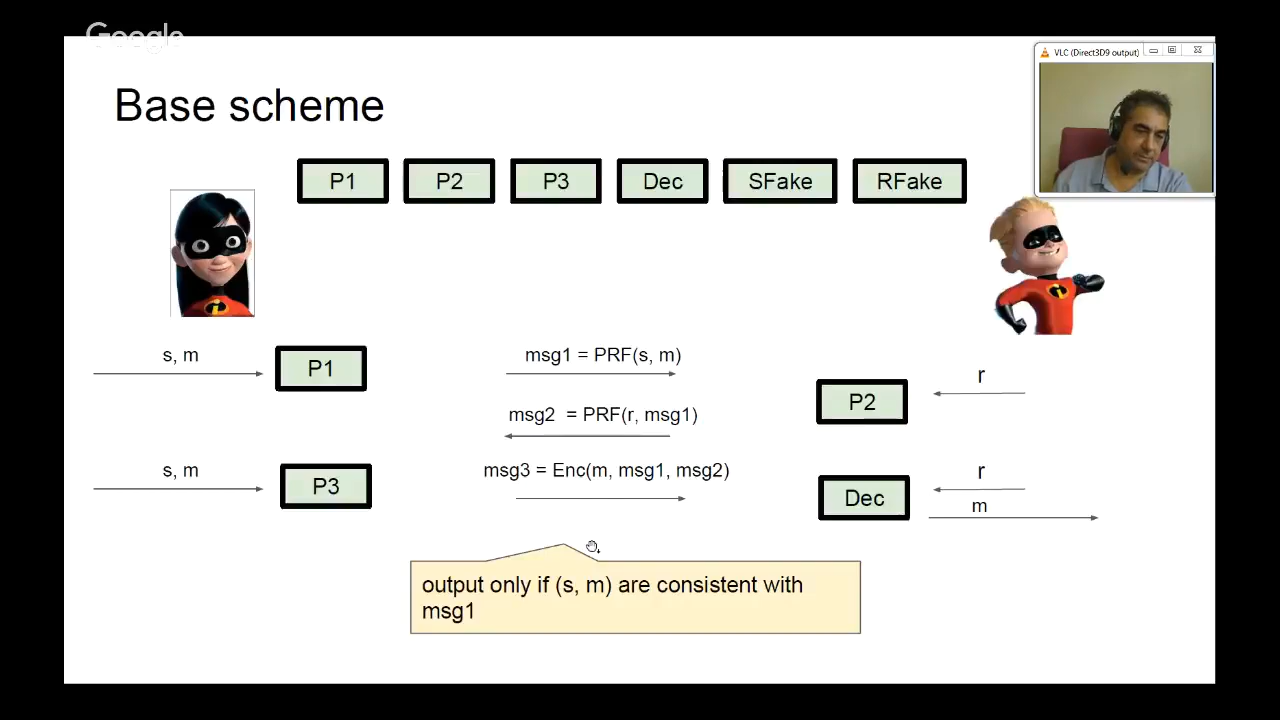 Google
VLC (Direct3D9 output)
Base scheme
P1 P2 P3 Dec SFake RFake
s, m
P1
msg1 = PRF(s, m)
r
P2
msg2 = PRF(r, msg1)
s, m
P3
msg3 = Enc(m, msg1, msg2)
r
Dec
m
output only if (s, m) are consistent with
msg1